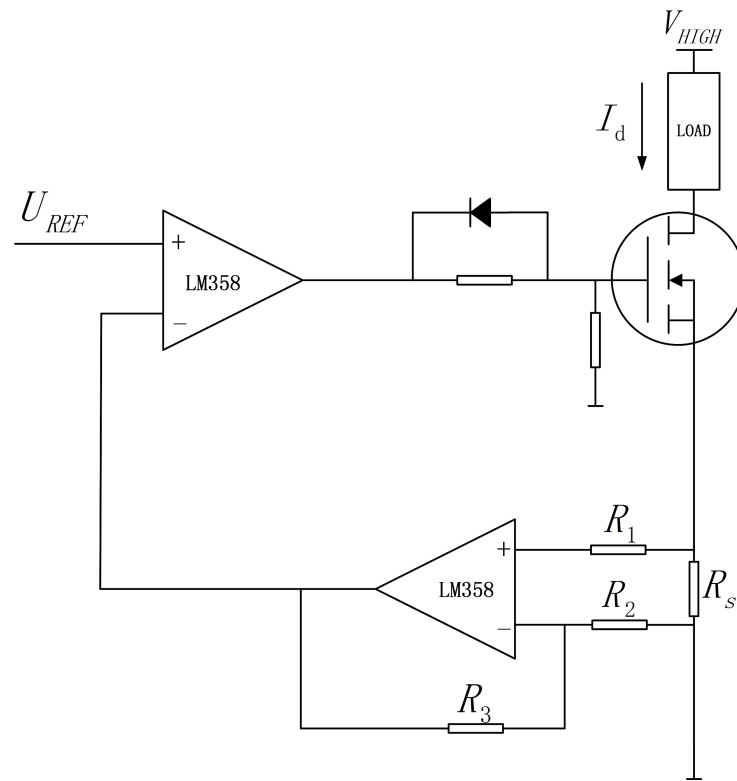 V_HIGH
I_d
LOAD
U_REF
+
LM358
−
R_1
+
LM358
R_s
R_2
−
R_3